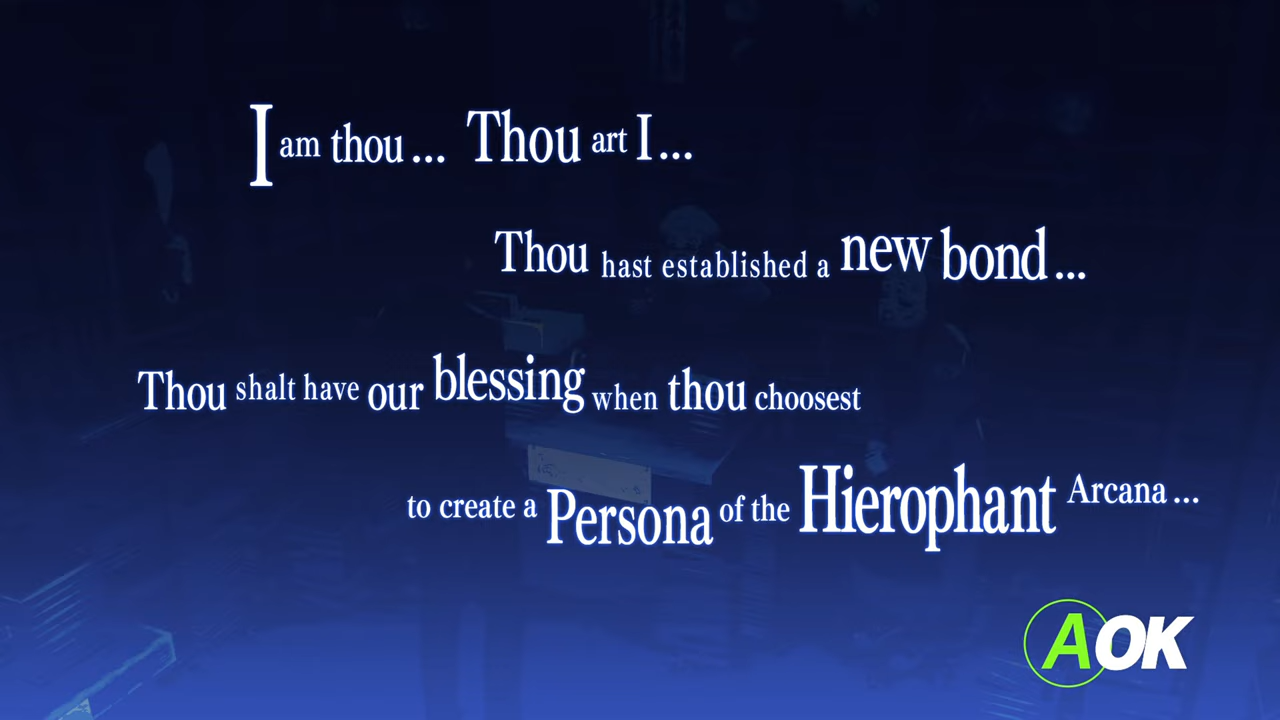 I am thou... Thou art I...
Thou hast established a new bond...
Thou shalt have our blessing when thou choosest
to create a Persona of the Hierophant Arcana...
A OK